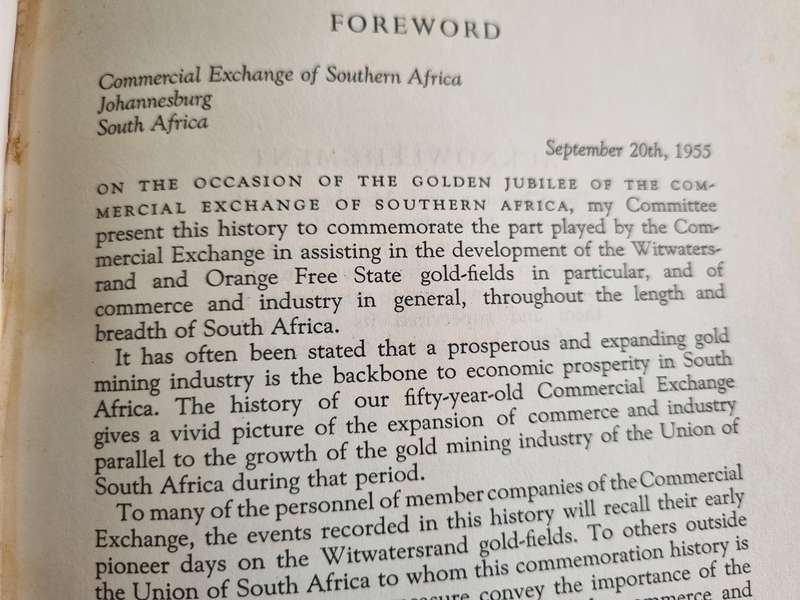 FOREWORD
Commercial Exchange of Southern Africa
Johannesburg
South Africa
September 20th, 1955
ON THE OCCASION OF THE GOLDEN JUBILEE OF THE COM-
MERCIAL EXCHANGE OF SOUTHERN AFRICA, my Committee
present this history to commemorate the part played by the Com-
mercial Exchange in assisting in the development of the Witwaters-
rand and Orange Free State gold-fields in particular, and of
commerce and industry in general, throughout the length and
breadth of South Africa.
It has often been stated that a prosperous and expanding gold
mining industry is the backbone to economic prosperity in South
Africa. The history of our fifty-year-old Commercial Exchange
gives a vivid picture of the expansion of commerce and industry
parallel to the growth of the gold mining industry of the Union of
South Africa during that period.
To many of the personnel of member companies of the Commercial
Exchange, the events recorded in this history will recall their early
pioneer days on the Witwatersrand gold-fields. To others outside
the Union of South Africa to whom this commemoration history is
convey the importance of the
commerce and